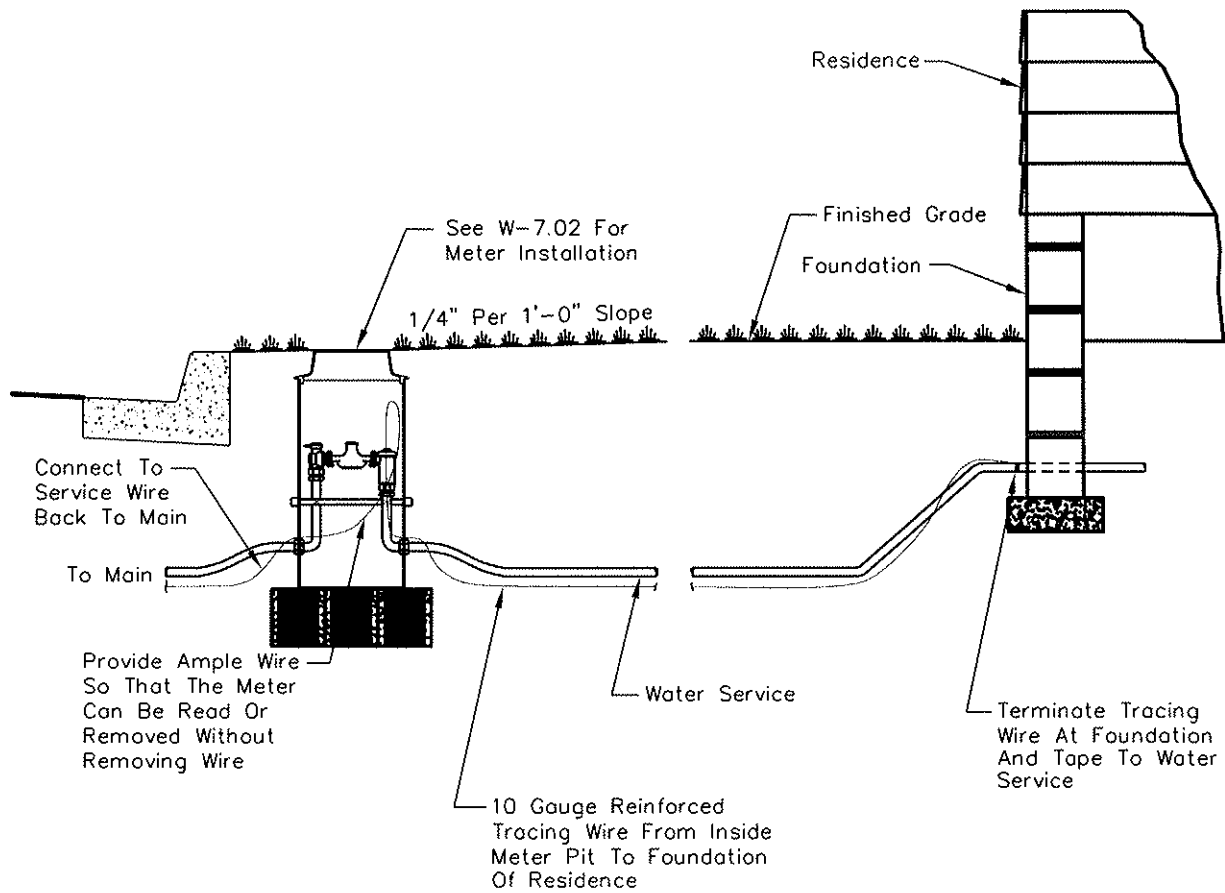 Residence
See W-7.02 For
Meter Installation
Finished Grade
Foundation
1/4" Per 1'-0" Slope
Connect To
Service Wire
Back To Main
To Main
Provide Ample Wire
So That The Meter
Can Be Read Or
Removed Without
Removing Wire
Water Service
Terminate Tracing
Wire At Foundation
And Tape To Water
Service
10 Gauge Reinforced
Tracing Wire From Inside
Meter Pit To Foundation
Of Residence